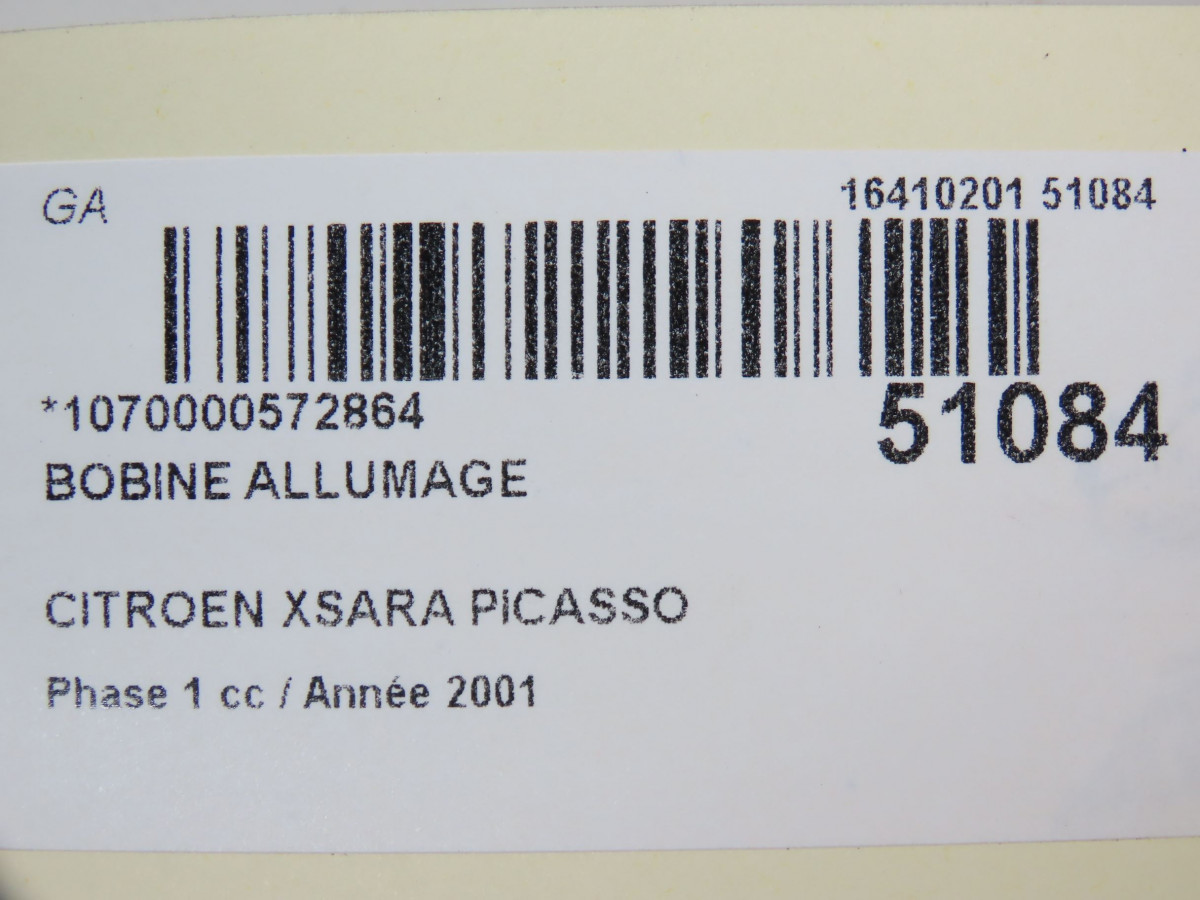 GA
16410201 51084
*1070000572864
51084
BOBINE ALLUMAGE
CITROEN XSARA PICASSO
Phase 1 cc / Année 2001